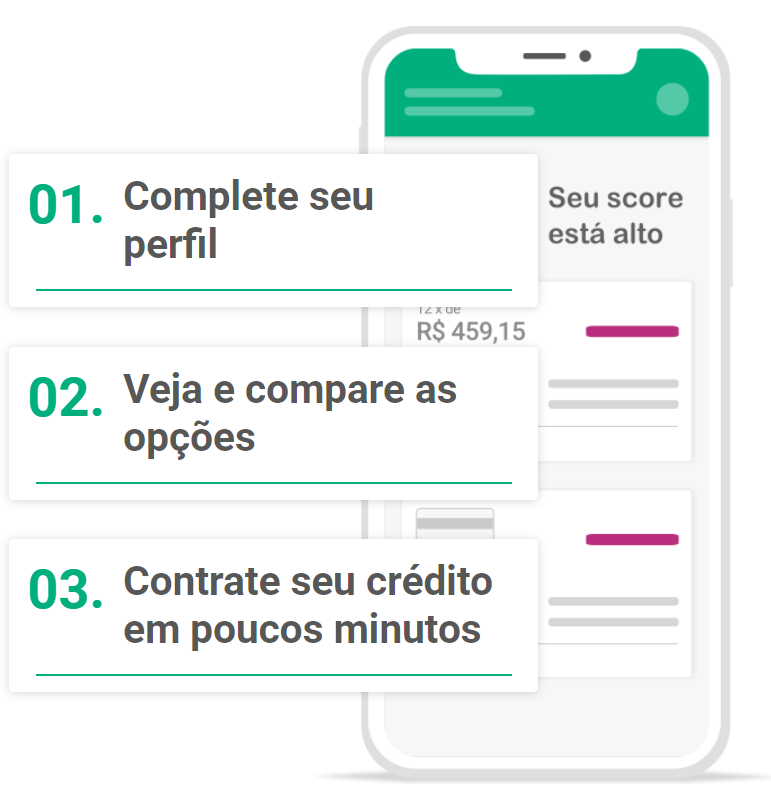 01.
Complete seu
perfil
Seu score
está alto
12 x de
R$ 459,15
02.
Veja e compare as
opções
03.
Contrate seu crédito
em poucos minutos